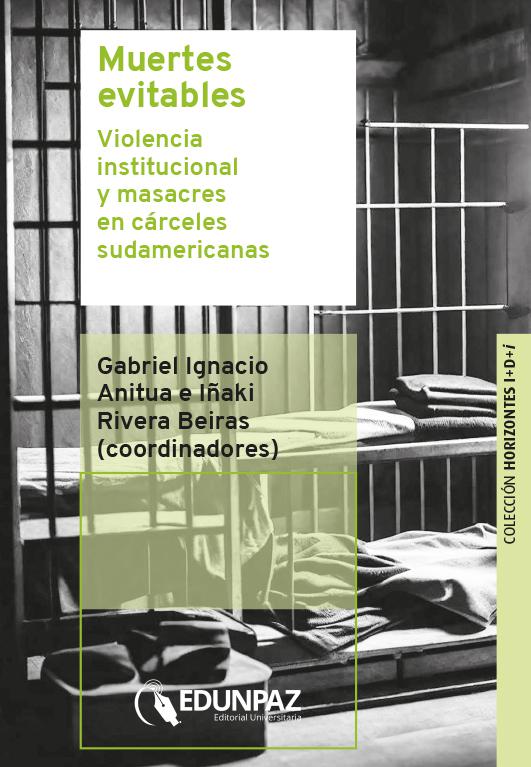 Muertes
evitables
Violencia
institucional
y masacres
en cárceles
sudamericanas
Gabriel Ignacio
Anitua e Iñaki
Rivera Beiras
(coordinadores)
COLECCIÓN HORIZONTES I+D+i
EDUNPAZ
Editorial Universitaria